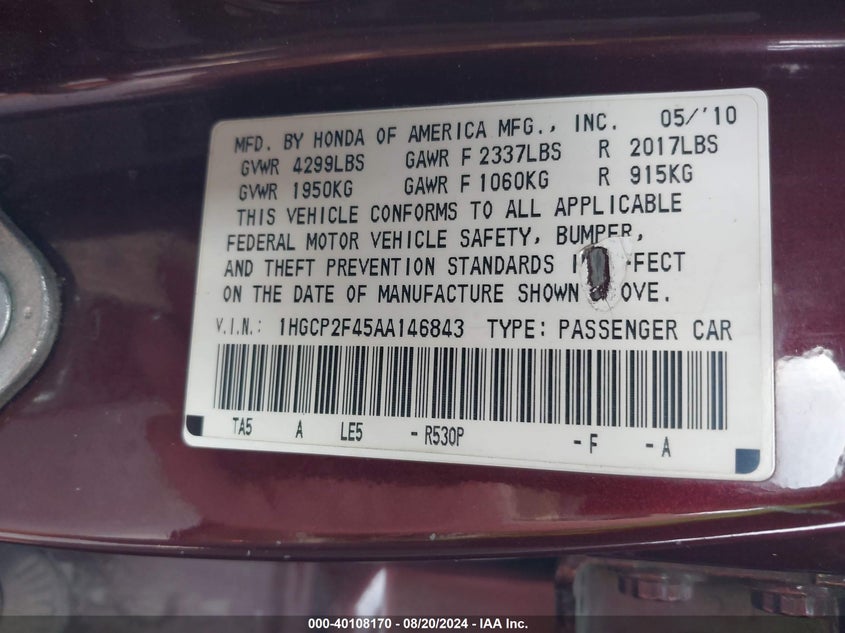 MFD. BY HONDA OF AMERICA MFG., INC. 05/'10
GVWR 4299LBS GAWR F 2337LBS R 2017LBS
GVWR 1950KG GAWR F 1060KG R 915KG
THIS VEHICLE CONFORMS TO ALL APPLICABLE
FEDERAL MOTOR VEHICLE SAFETY, BUMPER,
AND THEFT PREVENTION STANDARDS I FFECT
ON THE DATE OF MANUFACTURE SHOWN OVE.
V.I.N.: 1HGCP2F45AA146843 TYPE: PASSENGER CAR
TA5 A LE5 - R530P - F - A
000-40108170 — 08/20/2024 — IAA Inc.